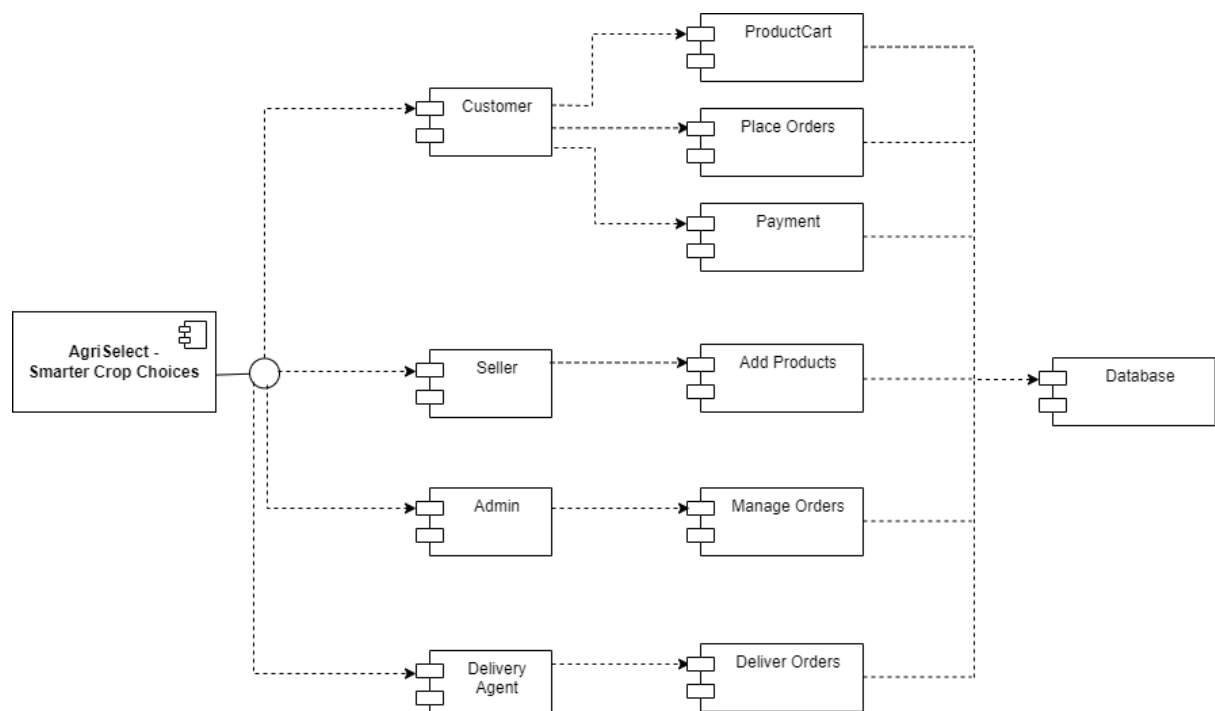 ProductCart
Customer
Place Orders
Payment
AgriSelect -
Smarter Crop Choices
Seller
Add Products
Database
Admin
Manage Orders
Delivery
Agent
Deliver Orders